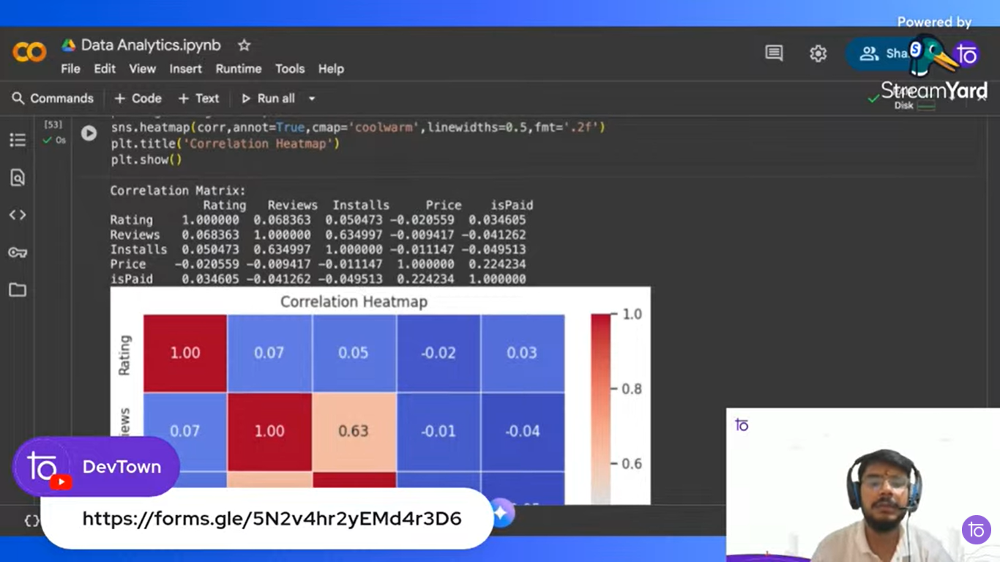 Powered by
StreamYard
Data Analytics.ipynb
File Edit View Insert Runtime Tools Help
Commands + Code + Text Run all
Disk
[53]
0s
sns.heatmap(corr,annot=True,cmap='coolwarm',linewidths=0.5,fmt='.2f')
plt.title('Correlation Heatmap')
plt.show()
Correlation Matrix:
Rating Reviews Installs Price isPaid
Rating 1.000000 0.068363 0.050473 -0.020559 0.034605
Reviews 0.068363 1.000000 0.634997 -0.009417 -0.041262
Installs 0.050473 0.634997 1.000000 -0.011147 -0.049513
Price -0.020559 -0.009417 -0.011147 1.000000 0.224234
isPaid 0.034605 -0.041262 -0.049513 0.224234 1.000000
Correlation Heatmap
Rating
1.00 0.07 0.05 -0.02 0.03
0.07 1.00 0.63 -0.01 -0.04
1.0
0.8
0.6
DevTown
https://forms.gle/5N2v4hr2yEMd4r3D6